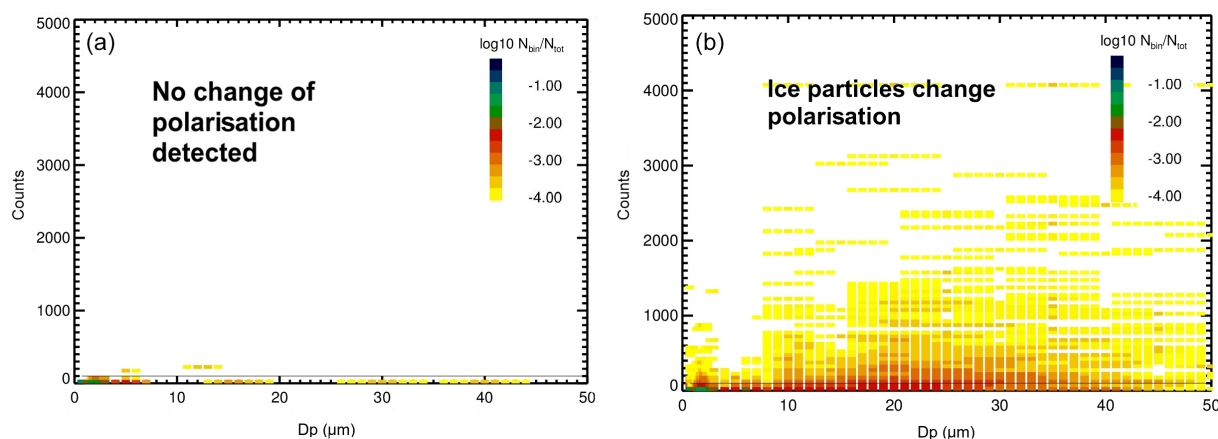 (a)
log10 N_bin/N_tot
No change of
polarisation
detected
-1.00
-2.00
-3.00
-4.00
5000
4000
3000
2000
1000
0
Counts
0 10 20 30 40 50
Dp (µm)
(b)
log10 N_bin/N_tot
Ice particles change
polarisation
-1.00
-2.00
-3.00
-4.00
5000
4000
3000
2000
1000
0
Counts
0 10 20 30 40 50
Dp (µm)